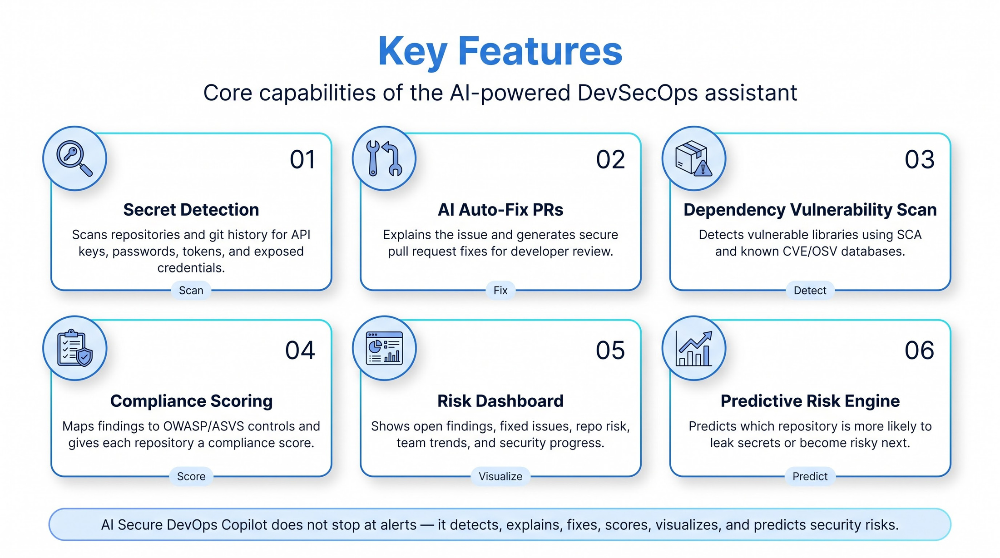 Key Features
Core capabilities of the AI-powered DevSecOps assistant
01
Secret Detection
Scans repositories and git history for API
keys, passwords, tokens, and exposed
credentials.
Scan
02
AI Auto-Fix PRs
Explains the issue and generates secure
pull request fixes for developer review.
Fix
03
Dependency Vulnerability Scan
Detects vulnerable libraries using SCA
and known CVE/OSV databases.
Detect
04
Compliance Scoring
Maps findings to OWASP/ASVS controls and
gives each repository a compliance score.
Score
05
Risk Dashboard
Shows open findings, fixed issues, repo risk,
team trends, and security progress.
Visualize
06
Predictive Risk Engine
Predicts which repository is more likely to
leak secrets or become risky next.
Predict
AI Secure DevOps Copilot does not stop at alerts — it detects, explains, fixes, scores, visualizes, and predicts security risks.